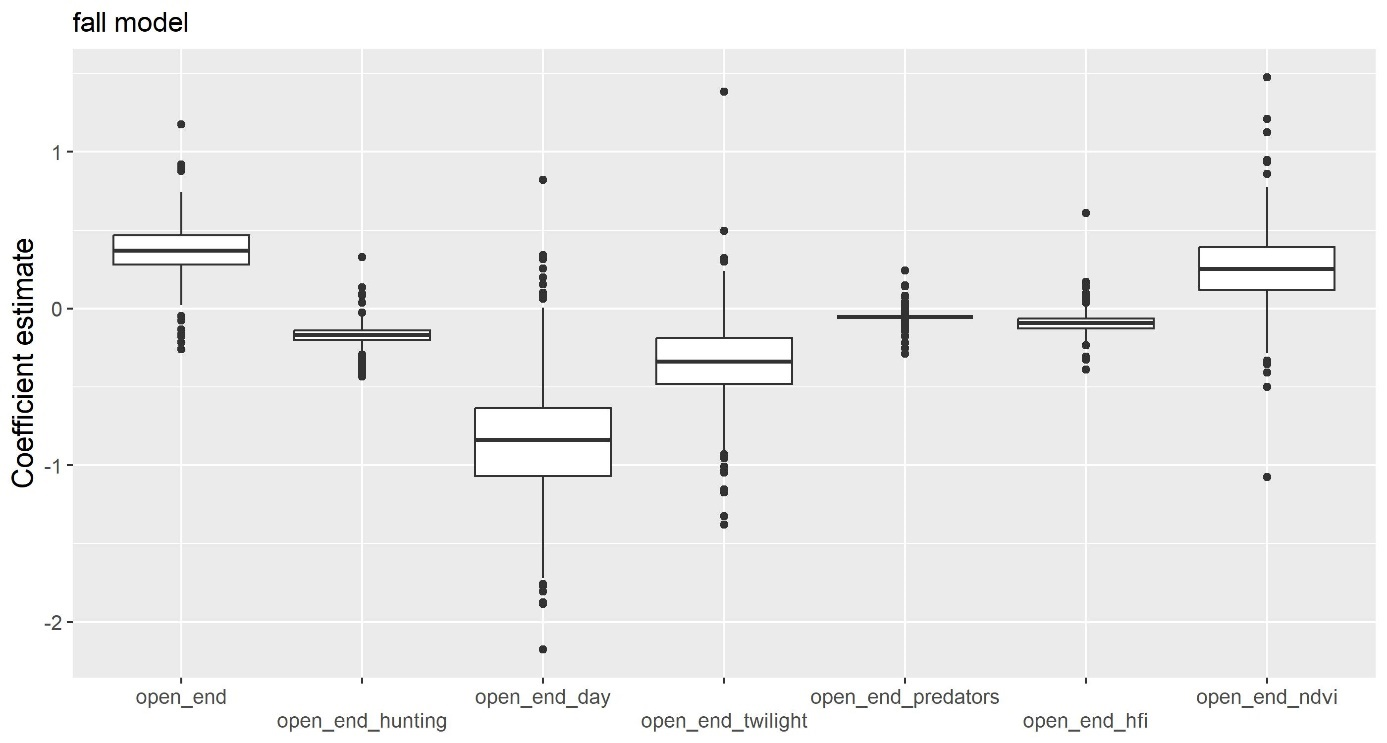 fall model
Coefficient estimate
1
0
-1
-2
open_end
open_end_hunting
open_end_day
open_end_twilight
open_end_predators
open_end_hfi
open_end_ndvi